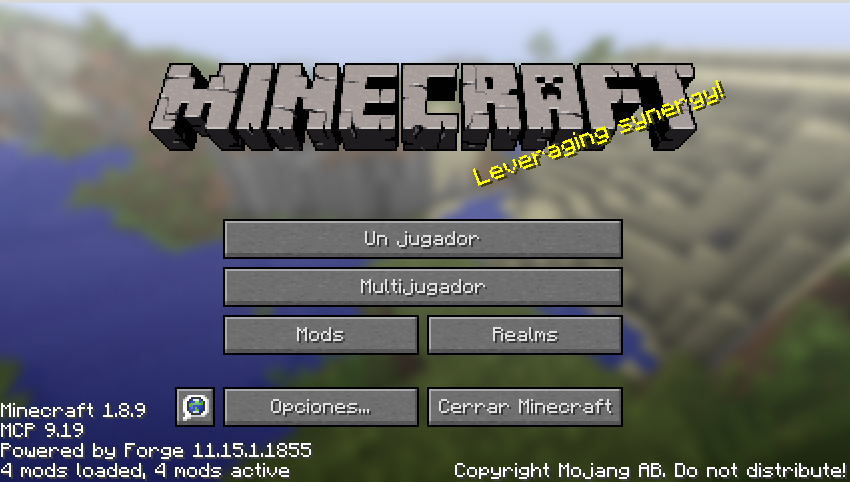 MINECRAFT
Leveraging synergy!
Un jugador
Multijugador
Mods
Realms
Opciones...
Cerrar Minecraft
Minecraft 1.8.9
MCP 9.19
Powered by Forge 11.15.1.1855
4 mods loaded, 4 mods active
Copyright Mojang AB. Do not distribute!